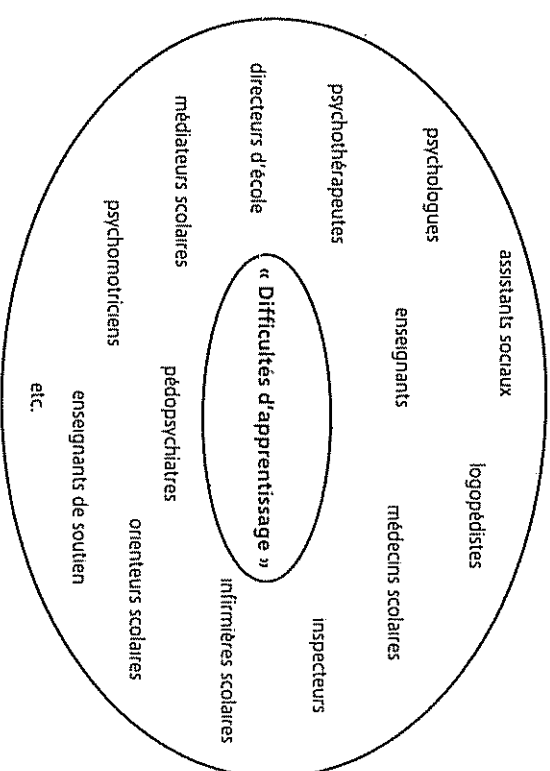 assistants sociaux
logopédistes
psychologues
enseignants
médecins scolaires
psychothérapeutes
inspecteurs
« Difficultés d'apprentissage »
directeurs d'école
infirmières scolaires
médiateurs scolaires
pédopsychiatres
orienteurs scolaires
psychomotriciens
enseignants de soutien
etc.